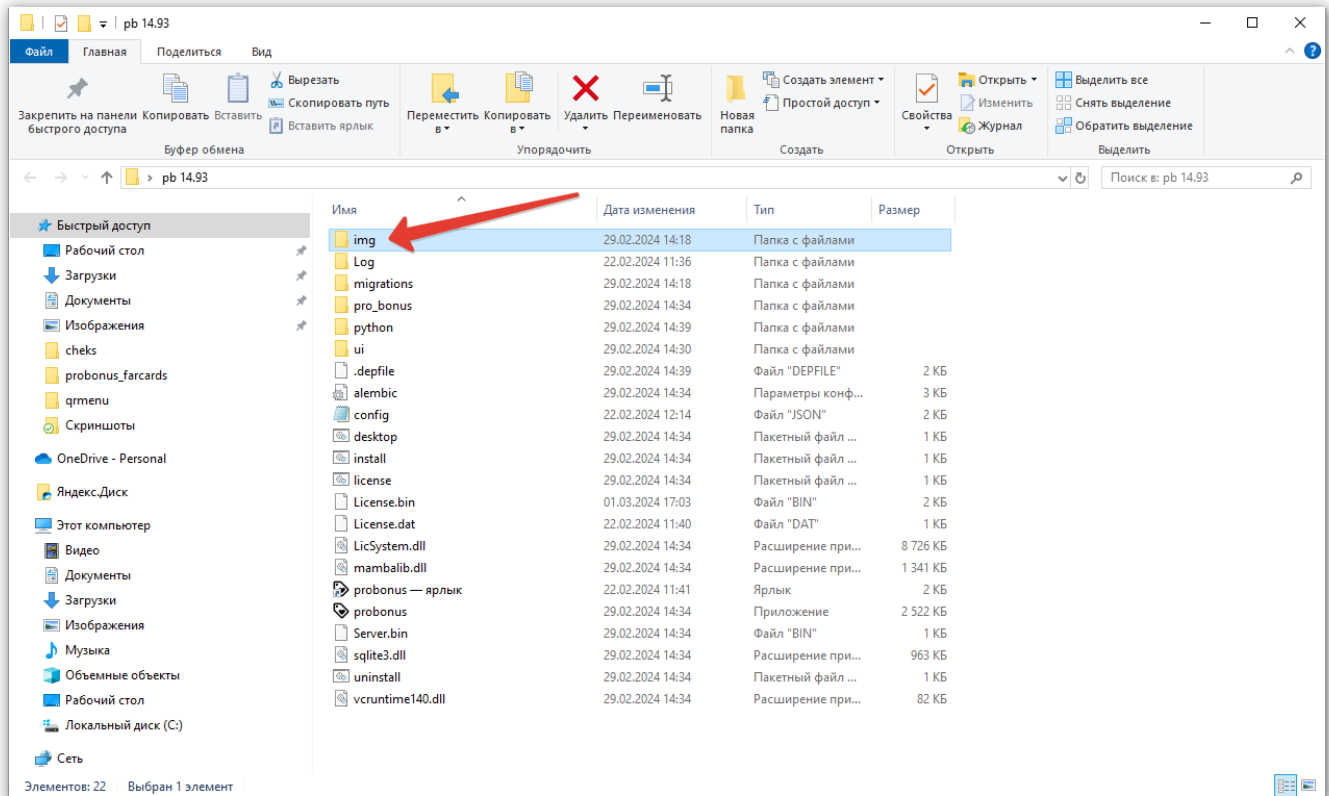 pb 14.93
Файл Главная Поделиться Вид
Закрепить на панели быстрого доступа
Копировать
Вставить
Вырезать
Скопировать путь
Вставить ярлык
Буфер обмена
Переместить в
Копировать в
Удалить
Переименовать
Упорядочить
Новая папка
Создать элемент
Простой доступ
Создать
Свойства
Открыть
Изменить
Журнал
Открыть
Выделить все
Снять выделение
Обратить выделение
Выделить
pb 14.93
Поиск в: pb 14.93
Быстрый доступ
Рабочий стол
Загрузки
Документы
Изображения
cheks
probonus_farcards
qrmenu
Скриншоты
OneDrive - Personal
Яндекс.Диск
Этот компьютер
Видео
Документы
Загрузки
Изображения
Музыка
Объемные объекты
Рабочий стол
Локальный диск (C:)
Сеть
Имя Дата изменения Тип Размер
img 29.02.2024 14:18 Папка с файлами
Log 22.02.2024 11:36 Папка с файлами
migrations 29.02.2024 14:18 Папка с файлами
pro_bonus 29.02.2024 14:34 Папка с файлами
python 29.02.2024 14:39 Папка с файлами
ui 29.02.2024 14:30 Папка с файлами
.depfile 29.02.2024 14:39 Файл "DEPFILE" 2 КБ
alembic 29.02.2024 14:34 Параметры конф... 3 КБ
config 22.02.2024 12:14 Файл "JSON" 2 КБ
desktop 29.02.2024 14:34 Пакетный файл ... 1 КБ
install 29.02.2024 14:34 Пакетный файл ... 1 КБ
license 29.02.2024 14:34 Пакетный файл ... 1 КБ
License.bin 01.03.2024 17:03 Файл "BIN" 2 КБ
License.dat 22.02.2024 11:40 Файл "DAT" 1 КБ
LicSystem.dll 29.02.2024 14:34 Расширение при... 8 726 КБ
mambalib.dll 29.02.2024 14:34 Расширение при... 1 341 КБ
probonus — ярлык 22.02.2024 11:41 Ярлык 2 КБ
probonus 29.02.2024 14:34 Приложение 2 522 КБ
Server.bin 29.02.2024 14:34 Файл "BIN" 1 КБ
sqlite3.dll 29.02.2024 14:34 Расширение при... 963 КБ
uninstall 29.02.2024 14:34 Пакетный файл ... 1 КБ
vcruntime140.dll 29.02.2024 14:34 Расширение при... 82 КБ
Элементов: 22 Выбран 1 элемент